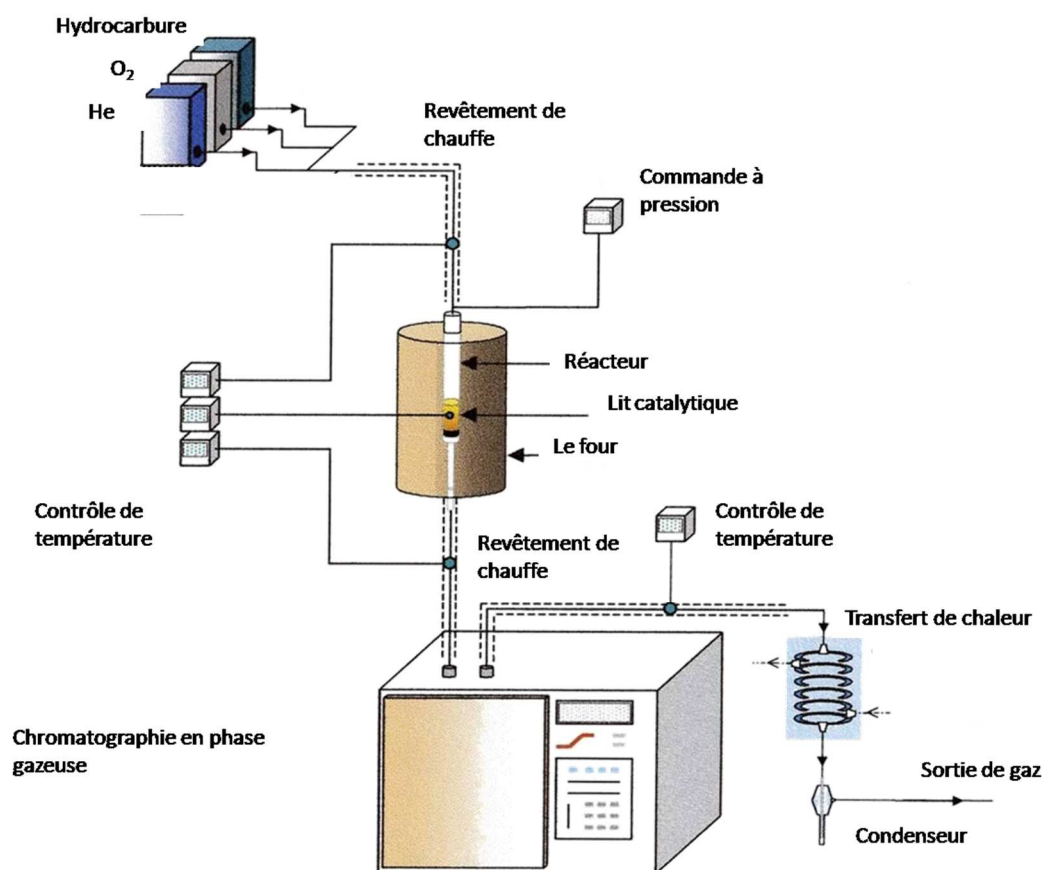 Hydrocarbure
O2
He
Revêtement de
chauffe
Commande à
pression
Réacteur
Lit catalytique
Le four
Contrôle de
température
Revêtement de
chauffe
Contrôle de
température
Transfert de chaleur
Chromatographie en phase
gazeuse
Sortie de gaz
Condenseur